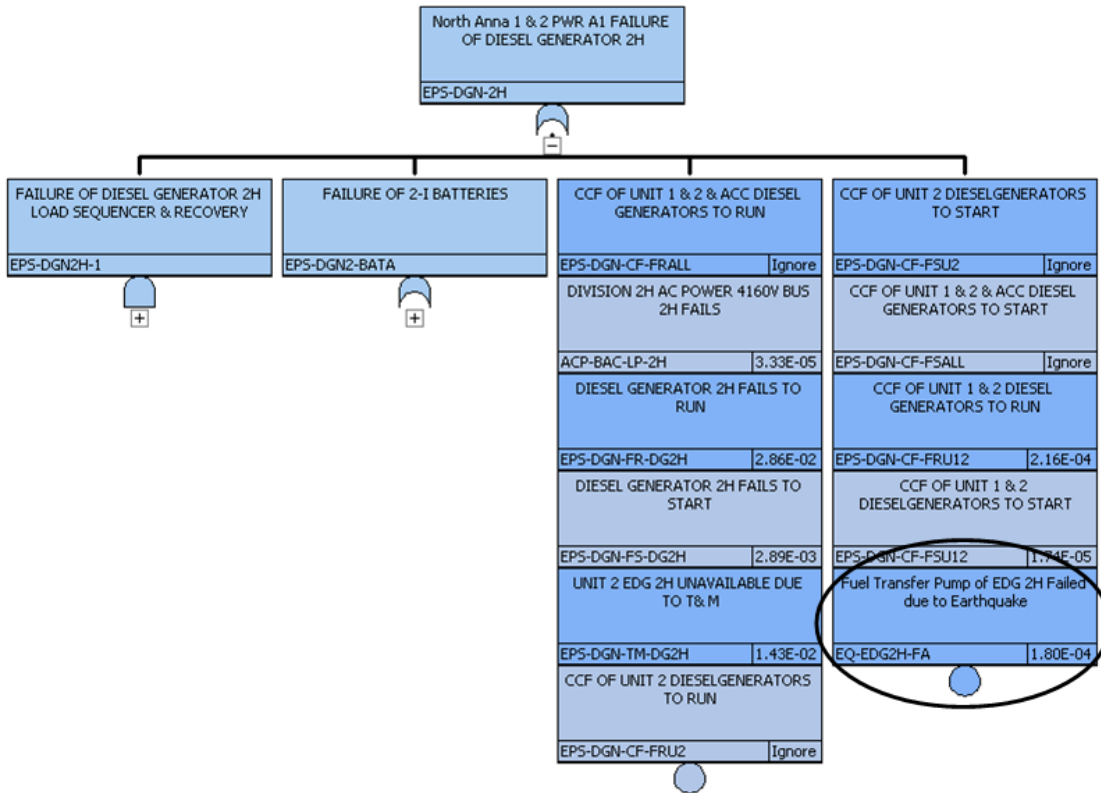 North Anna 1 & 2 PWR A1 FAILURE
OF DIESEL GENERATOR 2H
EPS-DGN-2H
−
FAILURE OF DIESEL GENERATOR 2H
LOAD SEQUENCER & RECOVERY
EPS-DGN2H-1
+
FAILURE OF 2-I BATTERIES
EPS-DGN2-BATA
+
CCF OF UNIT 1 & 2 & ACC DIESEL
GENERATORS TO RUN
EPS-DGN-CF-FRALL Ignore
DIVISION 2H AC POWER 4160V BUS
2H FAILS
ACP-BAC-LP-2H 3.33E-05
DIESEL GENERATOR 2H FAILS TO
RUN
EPS-DGN-FR-DG2H 2.86E-02
DIESEL GENERATOR 2H FAILS TO
START
EPS-DGN-FS-DG2H 2.89E-03
UNIT 2 EDG 2H UNAVAILABLE DUE
TO T& M
EPS-DGN-TM-DG2H 1.43E-02
CCF OF UNIT 2 DIESELGENERATORS
TO RUN
EPS-DGN-CF-FRU2 Ignore
CCF OF UNIT 2 DIESELGENERATORS
TO START
EPS-DGN-CF-FSU2 Ignore
CCF OF UNIT 1 & 2 & ACC DIESEL
GENERATORS TO START
EPS-DGN-CF-FSALL Ignore
CCF OF UNIT 1 & 2 DIESEL
GENERATORS TO RUN
EPS-DGN-CF-FRU12 2.16E-04
CCF OF UNIT 1 & 2
DIESELGENERATORS TO START
EPS-DGN-CF-FSU12 1.74E-05
Fuel Transfer Pump of EDG 2H Failed
due to Earthquake
EQ-EDG2H-FA 1.80E-04